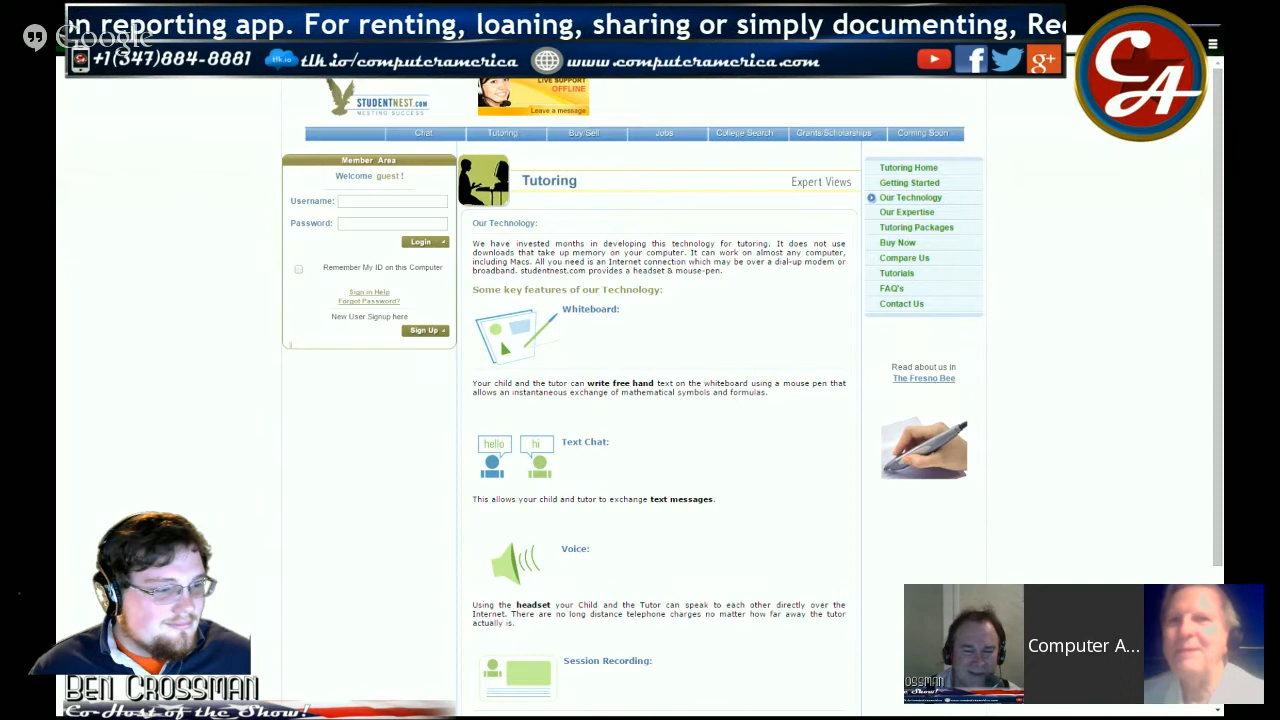 on reporting app. For renting, loaning, sharing or simply documenting, Re
Google
+1(347)884-8881 tlk.io/computeramerica www.computeramerica.com
CA
STUDENTNEST.COM
NESTING SUCCESS
LIVE SUPPORT
OFFLINE
Leave a message
Chat Tutoring Buy/Sell Jobs College Search Grants/Scholarships Coming Soon
Member Area
Welcome guest !
Username:
Password:
Login
Remember My ID on this Computer
Sign in Help
Forgot Password?
New User Signup here
Sign Up
Tutoring
Expert Views
Our Technology:
We have invested months in developing this technology for tutoring. It does not use
downloads that take up memory on your computer. It can work on almost any computer,
including Macs. All you need is an Internet connection which may be over a dial-up modem or
broadband. studentnest.com provides a headset & mouse-pen.
Some key features of our Technology:
Whiteboard:
Your child and the tutor can write free hand text on the whiteboard using a mouse pen that
allows an instantaneous exchange of mathematical symbols and formulas.
hello hi
Text Chat:
This allows your child and tutor to exchange text messages.
Voice:
Using the headset your Child and the Tutor can speak to each other directly over the
Internet. There are no long distance telephone charges no matter how far away the tutor
actually is.
Session Recording:
Tutoring Home
Getting Started
Our Technology
Our Expertise
Tutoring Packages
Buy Now
Compare Us
Tutorials
FAQ's
Contact Us
Read about us in
The Fresno Bee
BEN CROSSMAN
Co-Host of the Show!
Computer A...